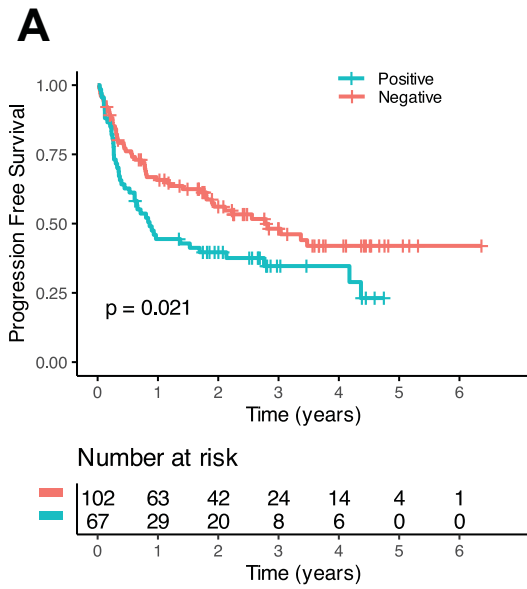 A
Positive
Negative
Progression Free Survival
1.00
0.75
0.50
0.25
0.00
p = 0.021
0 1 2 3 4 5 6
Time (years)
Number at risk
102 63 42 24 14 4 1
67 29 20 8 6 0 0
0 1 2 3 4 5 6
Time (years)